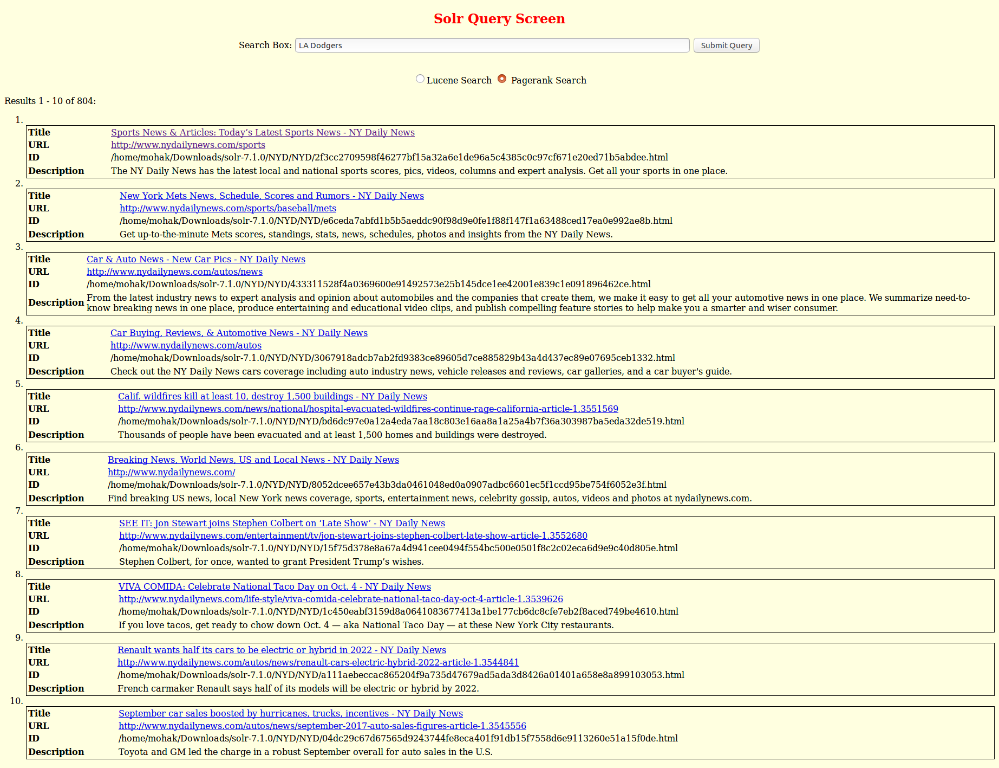 Solr Query Screen
Search Box: LA Dodgers Submit Query
Lucene Search Pagerank Search
Results 1 - 10 of 804:
1.
Title Sports News & Articles: Today’s Latest Sports News - NY Daily News
URL http://www.nydailynews.com/sports
ID /home/mohak/Downloads/solr-7.1.0/NYD/NYD/2f3cc2709598f46277bf15a32a6e1de96a5c4385c0c97cf671e20ed71b5abdee.html
Description The NY Daily News has the latest local and national sports scores, pics, videos, columns and expert analysis. Get all your sports in one place.
2.
Title New York Mets News, Schedule, Scores and Rumors - NY Daily News
URL http://www.nydailynews.com/sports/baseball/mets
ID /home/mohak/Downloads/solr-7.1.0/NYD/NYD/e6ceda7abfd1b5b5aeddc90f98d9e0fe1f88f147f1a63488ced17ea0e992ae8b.html
Description Get up-to-the-minute Mets scores, standings, stats, news, schedules, photos and insights from the NY Daily News.
3.
Title Car & Auto News - New Car Pics - NY Daily News
URL http://www.nydailynews.com/autos/news
ID /home/mohak/Downloads/solr-7.1.0/NYD/NYD/433311528f4a0369600e91492573e25b145dce1ee42001e839c1e091896462ce.html
Description From the latest industry news to expert analysis and opinion about automobiles and the companies that create them, we make it easy to get all your automotive news in one place. We summarize need-to-
know breaking news in one place, produce entertaining and educational video clips, and publish compelling feature stories to help make you a smarter and wiser consumer.
4.
Title Car Buying, Reviews, & Automotive News - NY Daily News
URL http://www.nydailynews.com/autos
ID /home/mohak/Downloads/solr-7.1.0/NYD/NYD/3067918adcb7ab2fd9383ce89605d7ce885829b43a4d437ec89e07695ceb1332.html
Description Check out the NY Daily News cars coverage including auto industry news, vehicle releases and reviews, car galleries, and a car buyer's guide.
5.
Title Calif. wildfires kill at least 10, destroy 1,500 buildings - NY Daily News
URL http://www.nydailynews.com/news/national/hospital-evacuated-wildfires-continue-rage-california-article-1.3551569
ID /home/mohak/Downloads/solr-7.1.0/NYD/NYD/bd6dc97e0a12a4eda7aa18c803e16aa8a1a25a4b7f36a303987ba5eda32de519.html
Description Thousands of people have been evacuated and at least 1,500 homes and buildings were destroyed.
6.
Title Breaking News, World News, US and Local News - NY Daily News
URL http://www.nydailynews.com/
ID /home/mohak/Downloads/solr-7.1.0/NYD/NYD/8052dcee657e43b3da0461048ed0a0907adbc6601ec5f1ccd95be754f6052e3f.html
Description Find breaking US news, local New York news coverage, sports, entertainment news, celebrity gossip, autos, videos and photos at nydailynews.com.
7.
Title SEE IT: Jon Stewart joins Stephen Colbert on ‘Late Show’ - NY Daily News
URL http://www.nydailynews.com/entertainment/tv/jon-stewart-joins-stephen-colbert-late-show-article-1.3552680
ID /home/mohak/Downloads/solr-7.1.0/NYD/NYD/15f75d378e8a67a4d941cee0494f554bc500e0501f8c2c02eca6d9e9c40d805e.html
Description Stephen Colbert, for once, wanted to grant President Trump’s wishes.
8.
Title VIVA COMIDA: Celebrate National Taco Day on Oct. 4 - NY Daily News
URL http://www.nydailynews.com/life-style/viva-comida-celebrate-national-taco-day-oct-4-article-1.3539626
ID /home/mohak/Downloads/solr-7.1.0/NYD/NYD/1c450eabf3159d8a0641083677413a1be177cb6dc8cfe7eb2f8aced749be4610.html
Description If you love tacos, get ready to chow down Oct. 4 — aka National Taco Day — at these New York City restaurants.
9.
Title Renault wants half its cars to be electric or hybrid in 2022 - NY Daily News
URL http://www.nydailynews.com/autos/news/renault-cars-electric-hybrid-2022-article-1.3544841
ID /home/mohak/Downloads/solr-7.1.0/NYD/NYD/a111aebeccac865204f9a735d47679ad5ada3d8426a01401a658e8a899103053.html
Description French carmaker Renault says half of its models will be electric or hybrid by 2022.
10.
Title September car sales boosted by hurricanes, trucks, incentives - NY Daily News
URL http://www.nydailynews.com/autos/news/september-2017-auto-sales-figures-article-1.3545556
ID /home/mohak/Downloads/solr-7.1.0/NYD/NYD/04dc29c67d67565d9243744fe8eca401f91db15f7558d6e9113260e51a15f0de.html
Description Toyota and GM led the charge in a robust September overall for auto sales in the U.S.